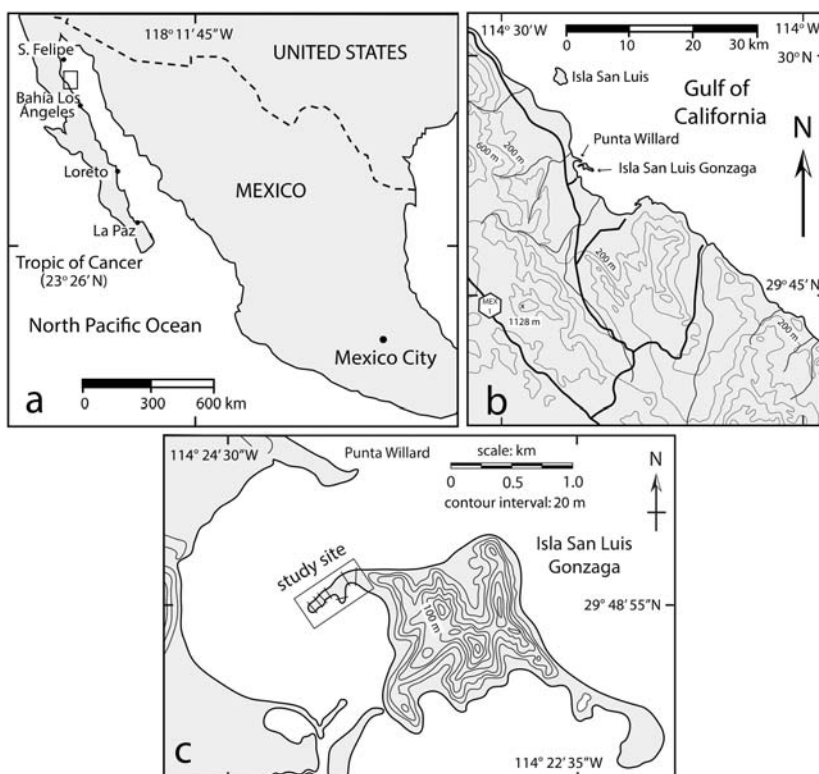 118° 11′ 45″
S. Felipe
UNITED STATES
Bahía Los
Ángeles
Loreto
MEXICO
La Paz
Tropic of Cancer
(23° 26′ N)
North Pacific Ocean
Mexico City
a
0 300 600 km
114° 30′ W
114° W
0 10 20 30 km
30° N
Isla San Luis
Gulf of
California
N
Punta Willard
Isla San Luis Gonzaga
200 m
600 m
200 m
29° 45′ N
MEX
1
1128 m
200 m
b
114° 24′ 30″W
Punta Willard
scale: km
0 0.5 1.0
contour interval: 20 m
N
study site
Isla San Luis
Gonzaga
100 m
29° 48′ 55″N
c
114° 22′ 35″W